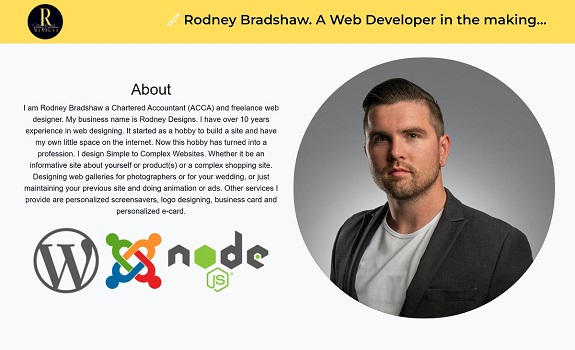 R
Rodney Bradshaw. A Web Developer in the making...
About
I am Rodney Bradshaw a Chartered Accountant (ACCA) and freelance web
designer. My business name is Rodney Designs. I have over 10 years
experience in web designing. It started as a hobby to build a site and have
my own little space on the internet. Now this hobby has turned into a
profession. I design Simple to Complex Websites. Whether it be an
informative site about yourself or product(s) or a complex shopping site.
Designing web galleries for photographers or for your wedding, or just
maintaining your previous site and doing animation or ads. Other services I
provide are personalized screensavers, logo designing, business card and
personalized e-card.
W
node
JS